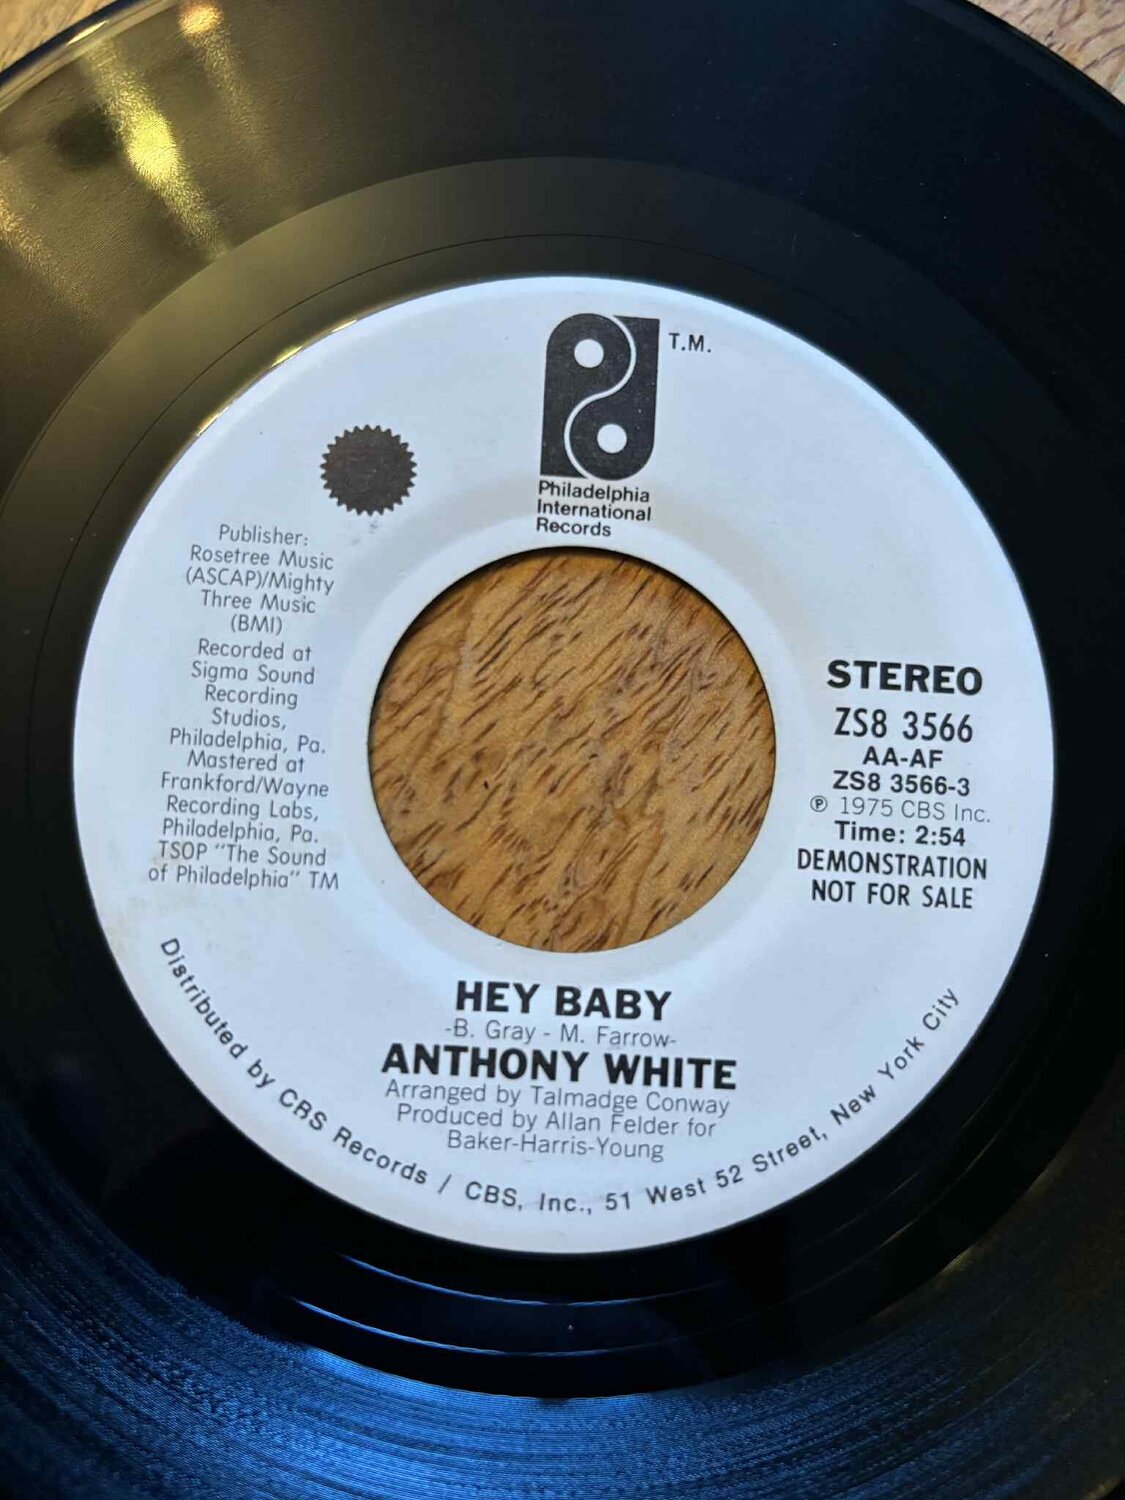 T.M.
Philadelphia
International
Records
Publisher:
Rosetree Music
(ASCAP)/Mighty
Three Music
(BMI)
Recorded at
Sigma Sound
Recording
Studios,
Philadelphia, Pa.
Mastered at
Frankford/Wayne
Recording Labs,
Philadelphia, Pa.
TSOP "The Sound
of Philadelphia" TM
STEREO
ZS8 3566
AA-AF
ZS8 3566-3
℗ 1975 CBS Inc.
Time: 2:54
DEMONSTRATION
NOT FOR SALE
HEY BABY
-B. Gray - M. Farrow-
ANTHONY WHITE
Arranged by Talmadge Conway
Produced by Allan Felder for
Baker-Harris-Young
Distributed by CBS Records / CBS, Inc., 51 West 52 Street, New York City